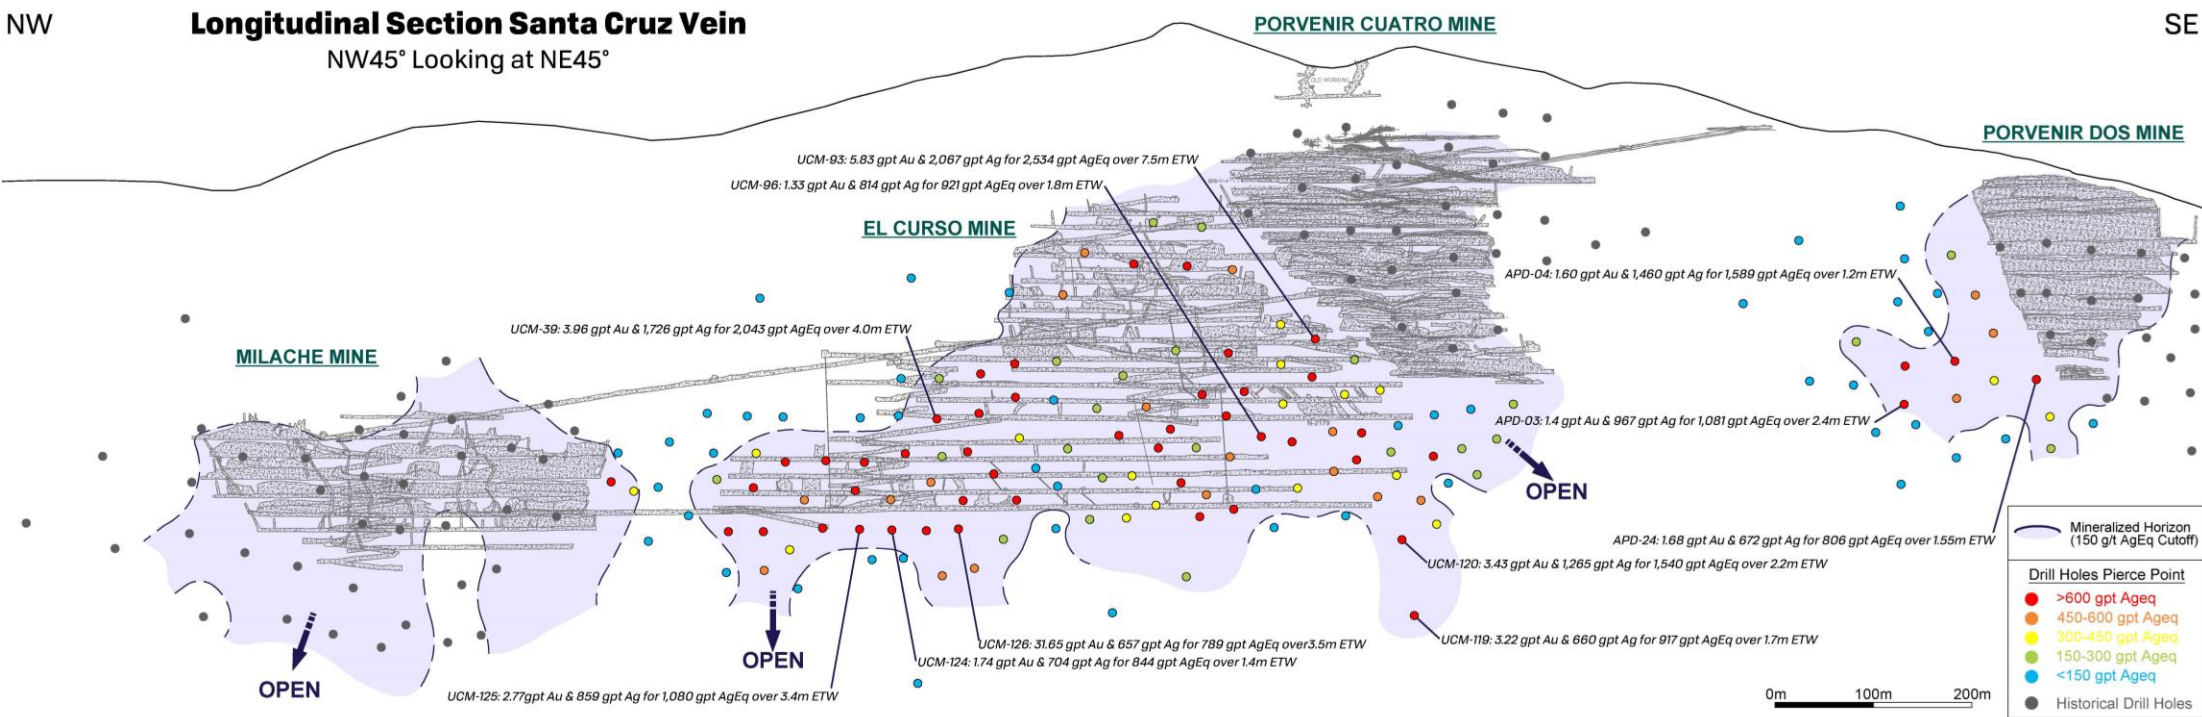 NW
Longitudinal Section Santa Cruz Vein
NW45° Looking at NE45°
PORVENIR CUATRO MINE
SE
OLD WORKING
PORVENIR DOS MINE
UCM-93: 5.83 gpt Au & 2,067 gpt Ag for 2,534 gpt AgEq over 7.5m ETW
UCM-96: 1.33 gpt Au & 814 gpt Ag for 921 gpt AgEq over 1.8m ETW
EL CURSO MINE
APD-04: 1.60 gpt Au & 1,460 gpt Ag for 1,589 gpt AgEq over 1.2m ETW
UCM-39: 3.96 gpt Au & 1,726 gpt Ag for 2,043 gpt AgEq over 4.0m ETW
MILACHE MINE
APD-03: 1.4 gpt Au & 967 gpt Ag for 1,081 gpt AgEq over 2.4m ETW
N-2179
OPEN
APD-24: 1.68 gpt Au & 672 gpt Ag for 806 gpt AgEq over 1.55m ETW
UCM-120: 3.43 gpt Au & 1,265 gpt Ag for 1,540 gpt AgEq over 2.2m ETW
UCM-119: 3.22 gpt Au & 660 gpt Ag for 917 gpt AgEq over 1.7m ETW
UCM-126: 31.65 gpt Au & 657 gpt Ag for 789 gpt AgEq over3.5m ETW
UCM-124: 1.74 gpt Au & 704 gpt Ag for 844 gpt AgEq over 1.4m ETW
OPEN
OPEN
UCM-125: 2.77gpt Au & 859 gpt Ag for 1,080 gpt AgEq over 3.4m ETW
Mineralized Horizon
(150 g/t AgEq Cutoff)
Drill Holes Pierce Point
>600 gpt Ageq
450-600 gpt Ageq
300-450 gpt Ageq
150-300 gpt Ageq
<150 gpt Ageq
Historical Drill Holes
0m 100m 200m